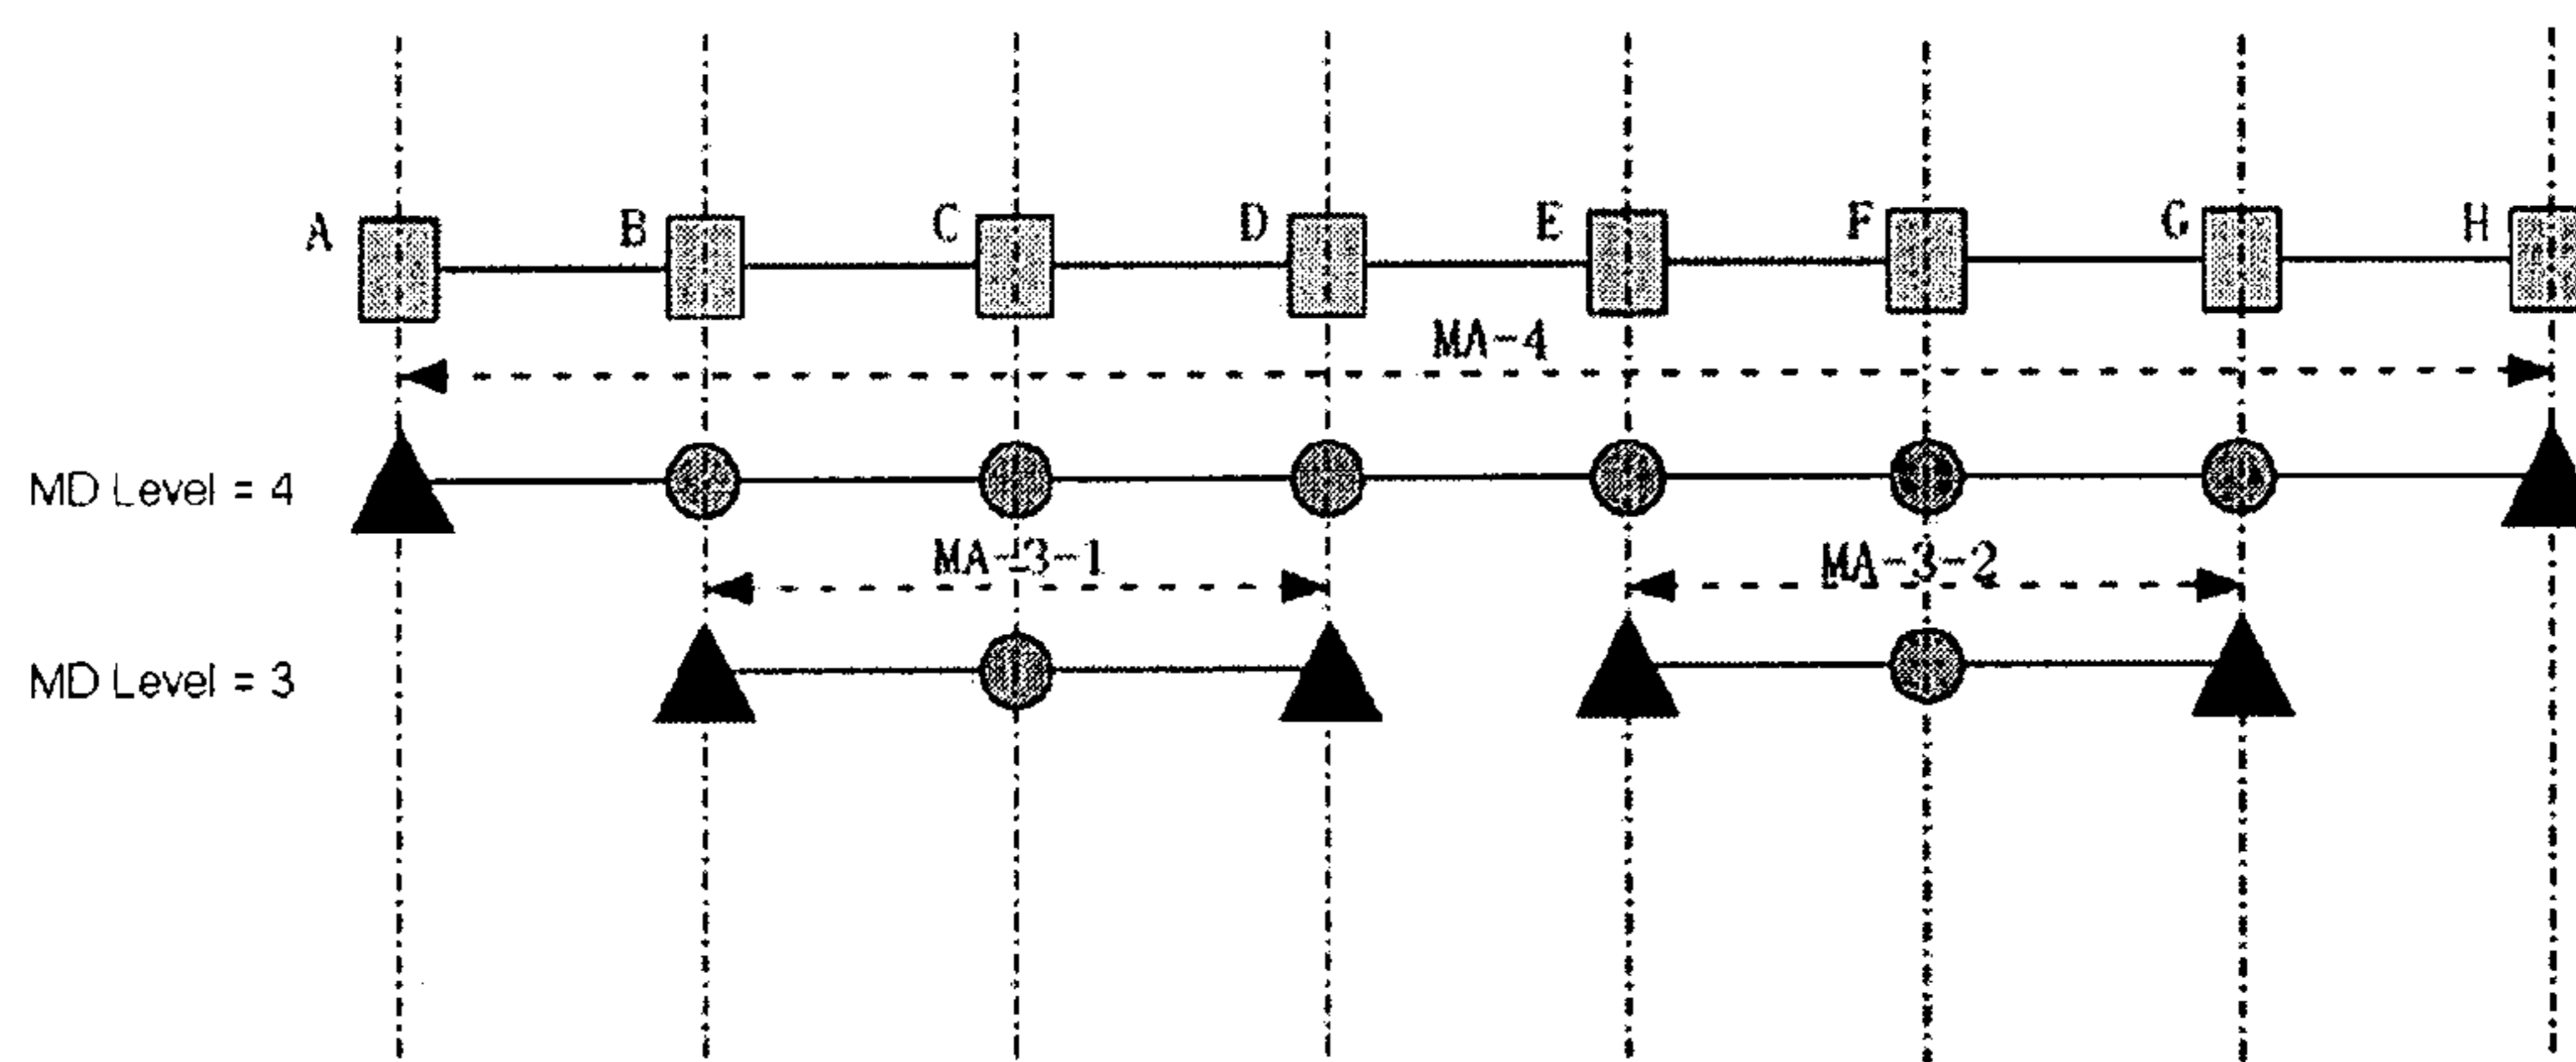 A B C D E F G H
MA-4
MD Level = 4
MA-3-1 MA-3-2
MD Level = 3